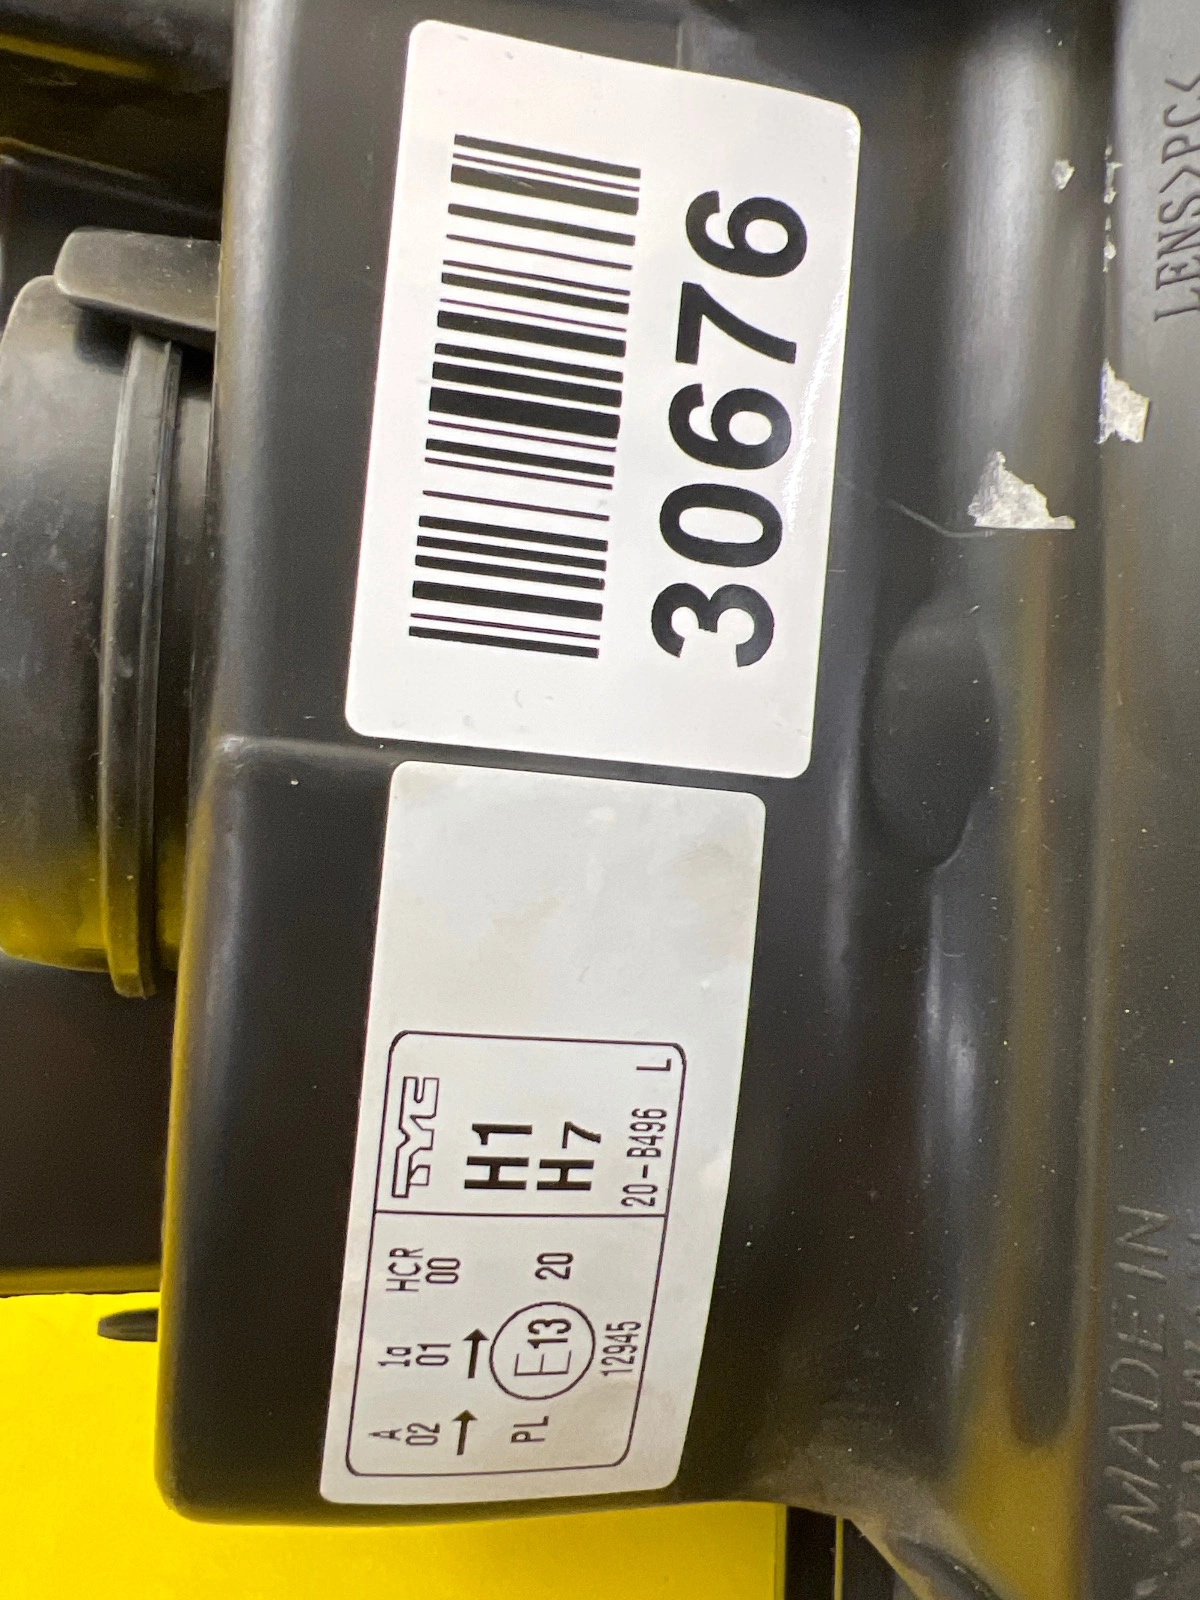 30676
TYC
H1
H7
20-B496 L
A 1a HCR
02 01 00
→ →
PL E13 20
12945
LENS>PC<
MADE IN